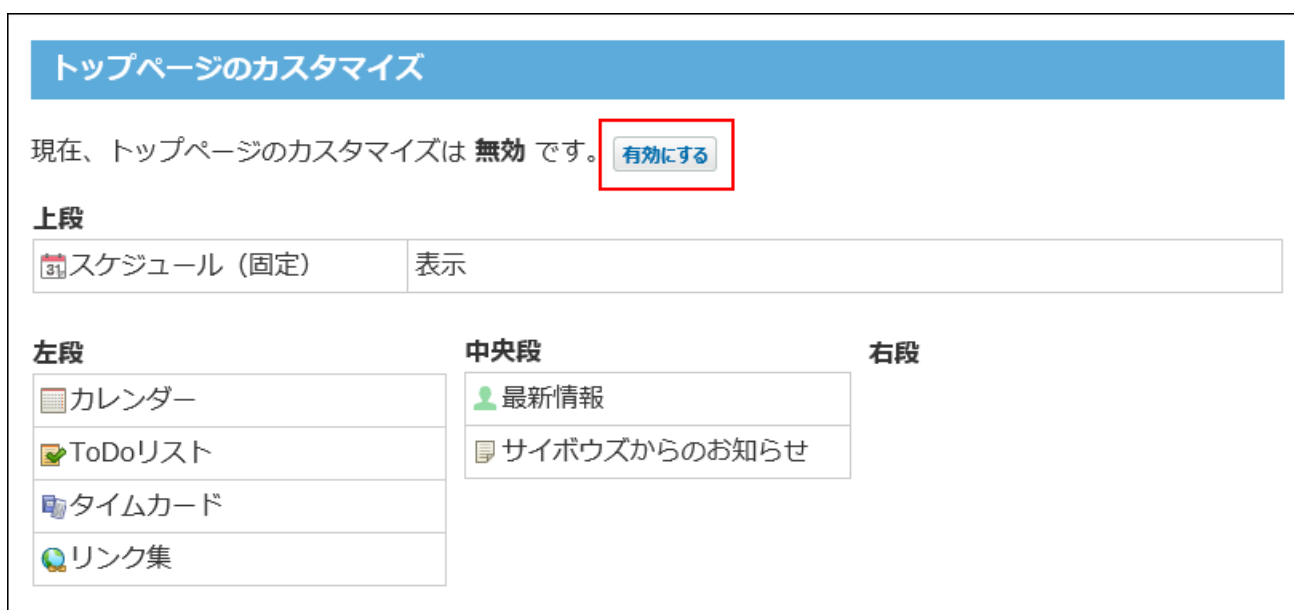 トップページのカスタマイズ
現在、トップページのカスタマイズは 無効 です。 有効にする
上段
31 スケジュール（固定） 表示
左段
カレンダー
ToDoリスト
タイムカード
リンク集
中央段
最新情報
サイボウズからのお知らせ
右段